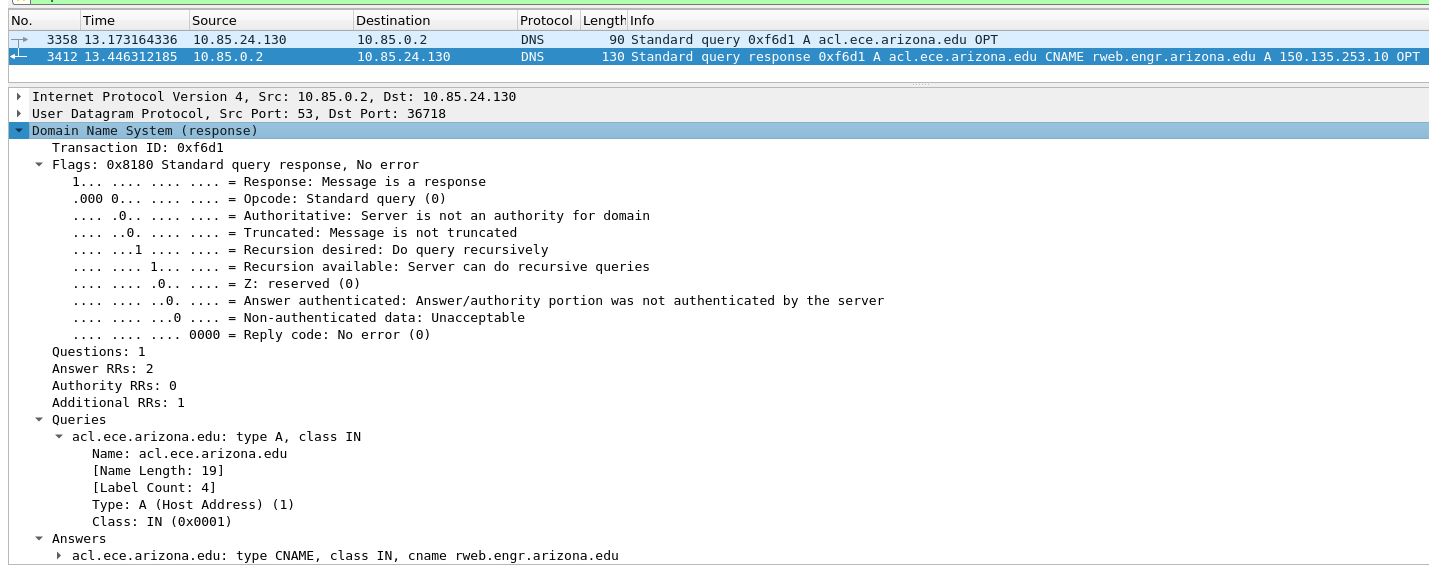 No. Time Source Destination Protocol Length Info
3358 13.173164336 10.85.24.130 10.85.0.2 DNS 90 Standard query 0xf6d1 A acl.ece.arizona.edu OPT
3412 13.446312185 10.85.0.2 10.85.24.130 DNS 130 Standard query response 0xf6d1 A acl.ece.arizona.edu CNAME rweb.engr.arizona.edu A 150.135.253.10 OPT
Internet Protocol Version 4, Src: 10.85.0.2, Dst: 10.85.24.130
User Datagram Protocol, Src Port: 53, Dst Port: 36718
Domain Name System (response)
Transaction ID: 0xf6d1
Flags: 0x8180 Standard query response, No error
1... .... .... .... = Response: Message is a response
.000 0... .... .... = Opcode: Standard query (0)
.... .0.. .... .... = Authoritative: Server is not an authority for domain
.... ..0. .... .... = Truncated: Message is not truncated
.... ...1 .... .... = Recursion desired: Do query recursively
.... .... 1... .... = Recursion available: Server can do recursive queries
.... .... .0.. .... = Z: reserved (0)
.... .... ..0. .... = Answer authenticated: Answer/authority portion was not authenticated by the server
.... .... ...0 .... = Non-authenticated data: Unacceptable
.... .... .... 0000 = Reply code: No error (0)
Questions: 1
Answer RRs: 2
Authority RRs: 0
Additional RRs: 1
Queries
acl.ece.arizona.edu: type A, class IN
Name: acl.ece.arizona.edu
[Name Length: 19]
[Label Count: 4]
Type: A (Host Address) (1)
Class: IN (0x0001)
Answers
acl.ece.arizona.edu: type CNAME, class IN, cname rweb.engr.arizona.edu